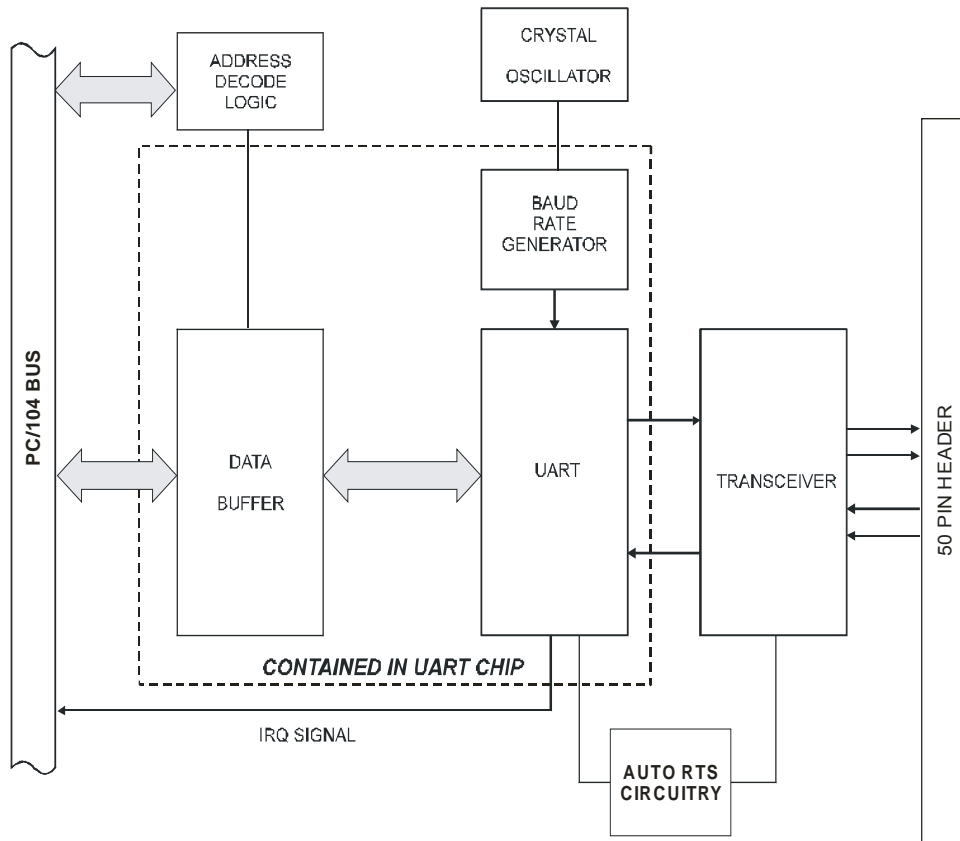 ADDRESS
DECODE
LOGIC
CRYSTAL
OSCILLATOR
BAUD
RATE
GENERATOR
PC/104 BUS
DATA
BUFFER
UART
TRANSCEIVER
50 PIN HEADER
CONTAINED IN UART CHIP
IRQ SIGNAL
AUTO RTS
CIRCUITRY